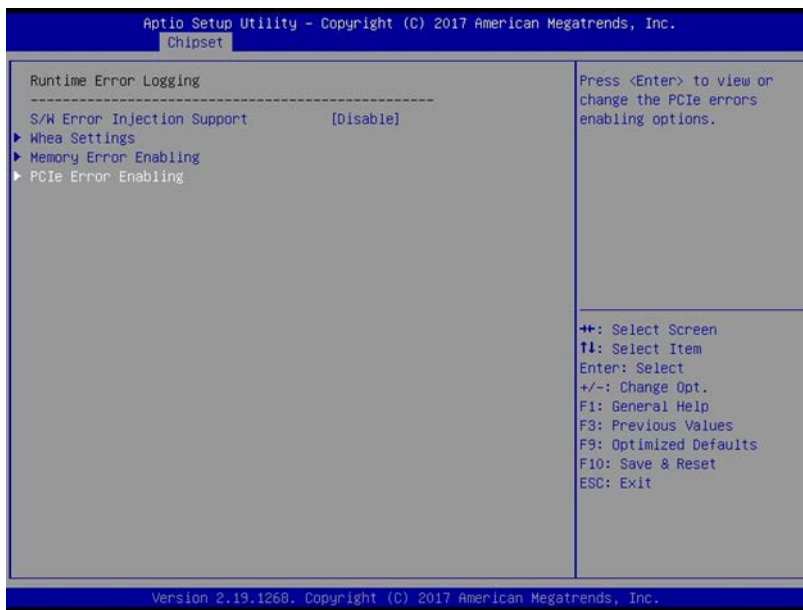 Aptio Setup Utility – Copyright (C) 2017 American Megatrends, Inc.
Chipset
Runtime Error Logging
S/W Error Injection Support [Disable]
Whea Settings
Memory Error Enabling
PCIe Error Enabling
Press <Enter> to view or
change the PCIe errors
enabling options.
→←: Select Screen
↑↓: Select Item
Enter: Select
+/-: Change Opt.
F1: General Help
F3: Previous Values
F9: Optimized Defaults
F10: Save & Reset
ESC: Exit
Version 2.19.1268. Copyright (C) 2017 American Megatrends, Inc.